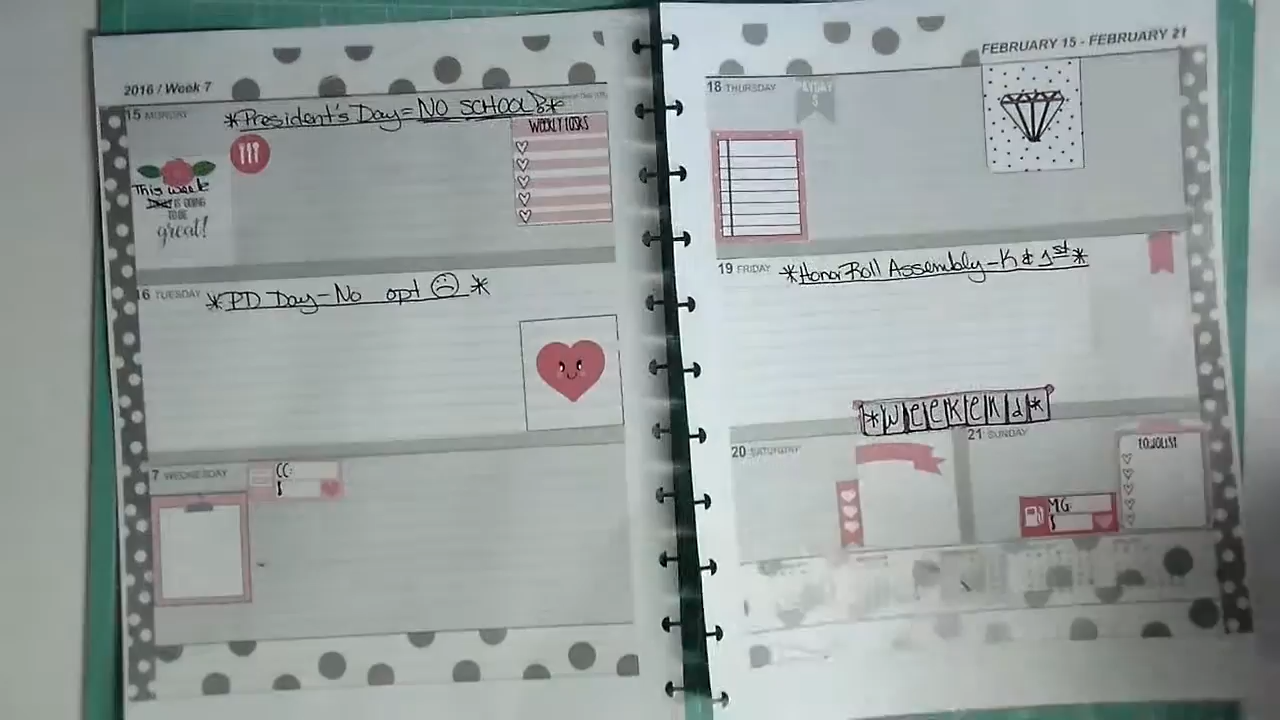 2016 / Week 7
15 MONDAY
*President's Day = NO SCHOOL*
WEEKLY TASKS
This week
IS GOING
TO BE
great!
16 TUESDAY
*PD Day - No opt ☹ *
7 WEDNESDAY
CC:
$
FEBRUARY 15 - FEBRUARY 21
18 THURSDAY
PAYDAY
$
19 FRIDAY
*Honor Roll Assembly - K & 1st*
*WEEKEnd*
20 SATURDAY
21 SUNDAY
TO DO LIST
MG:
$